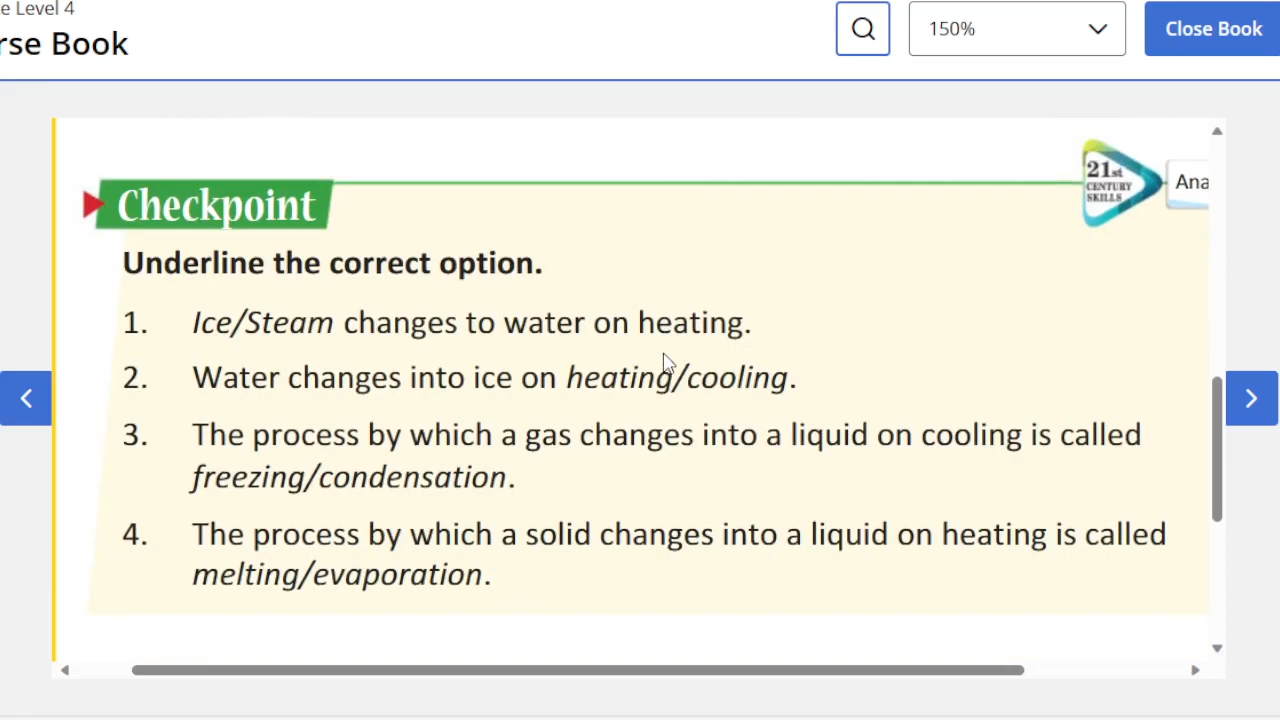 e Level 4
rse Book
150%
Close Book
21st
CENTURY
SKILLS
Ana
Checkpoint
Underline the correct option.
1. Ice/Steam changes to water on heating.
2. Water changes into ice on heating/cooling.
3. The process by which a gas changes into a liquid on cooling is called
freezing/condensation.
4. The process by which a solid changes into a liquid on heating is called
melting/evaporation.